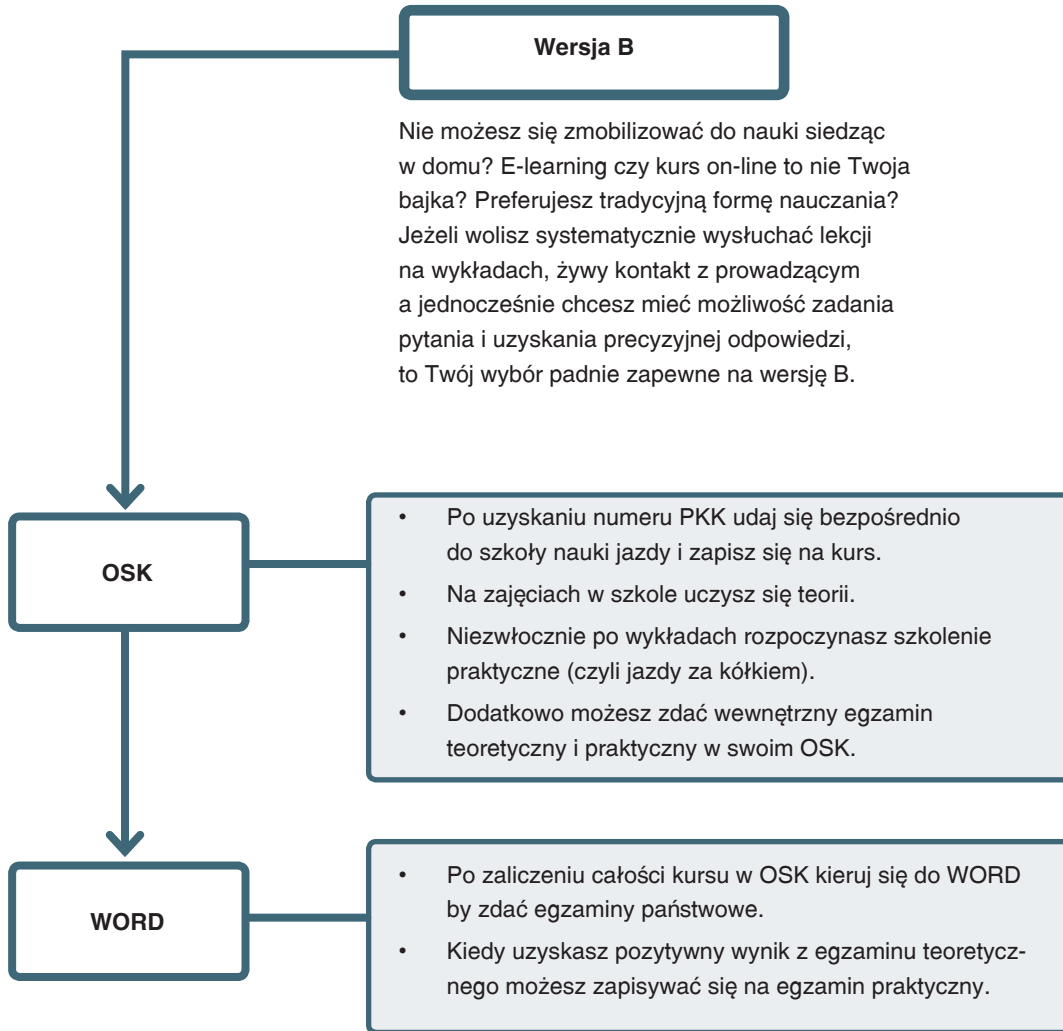 Wersja B
Nie możesz się zmobilizować do nauki siedząc
w domu? E-learning czy kurs on-line to nie Twoja
bajka? Preferujesz tradycyjną formę nauczania?
Jeżeli wolisz systematycznie wysłuchać lekcji
na wykładach, żywy kontakt z prowadzącym
a jednocześnie chcesz mieć możliwość zadania
pytania i uzyskania precyzyjnej odpowiedzi,
to Twój wybór padnie zapewne na wersję B.
OSK
• Po uzyskaniu numeru PKK udaj się bezpośrednio
do szkoły nauki jazdy i zapisz się na kurs.
• Na zajęciach w szkole uczysz się teorii.
• Niezwłocznie po wykładach rozpoczynasz szkolenie
praktyczne (czyli jazdy za kółkiem).
• Dodatkowo możesz zdać wewnętrzny egzamin
teoretyczny i praktyczny w swoim OSK.
WORD
• Po zaliczeniu całości kursu w OSK kieruj się do WORD
by zdać egzaminy państwowe.
• Kiedy uzyskasz pozytywny wynik z egzaminu teoretycz-
nego możesz zapisywać się na egzamin praktyczny.